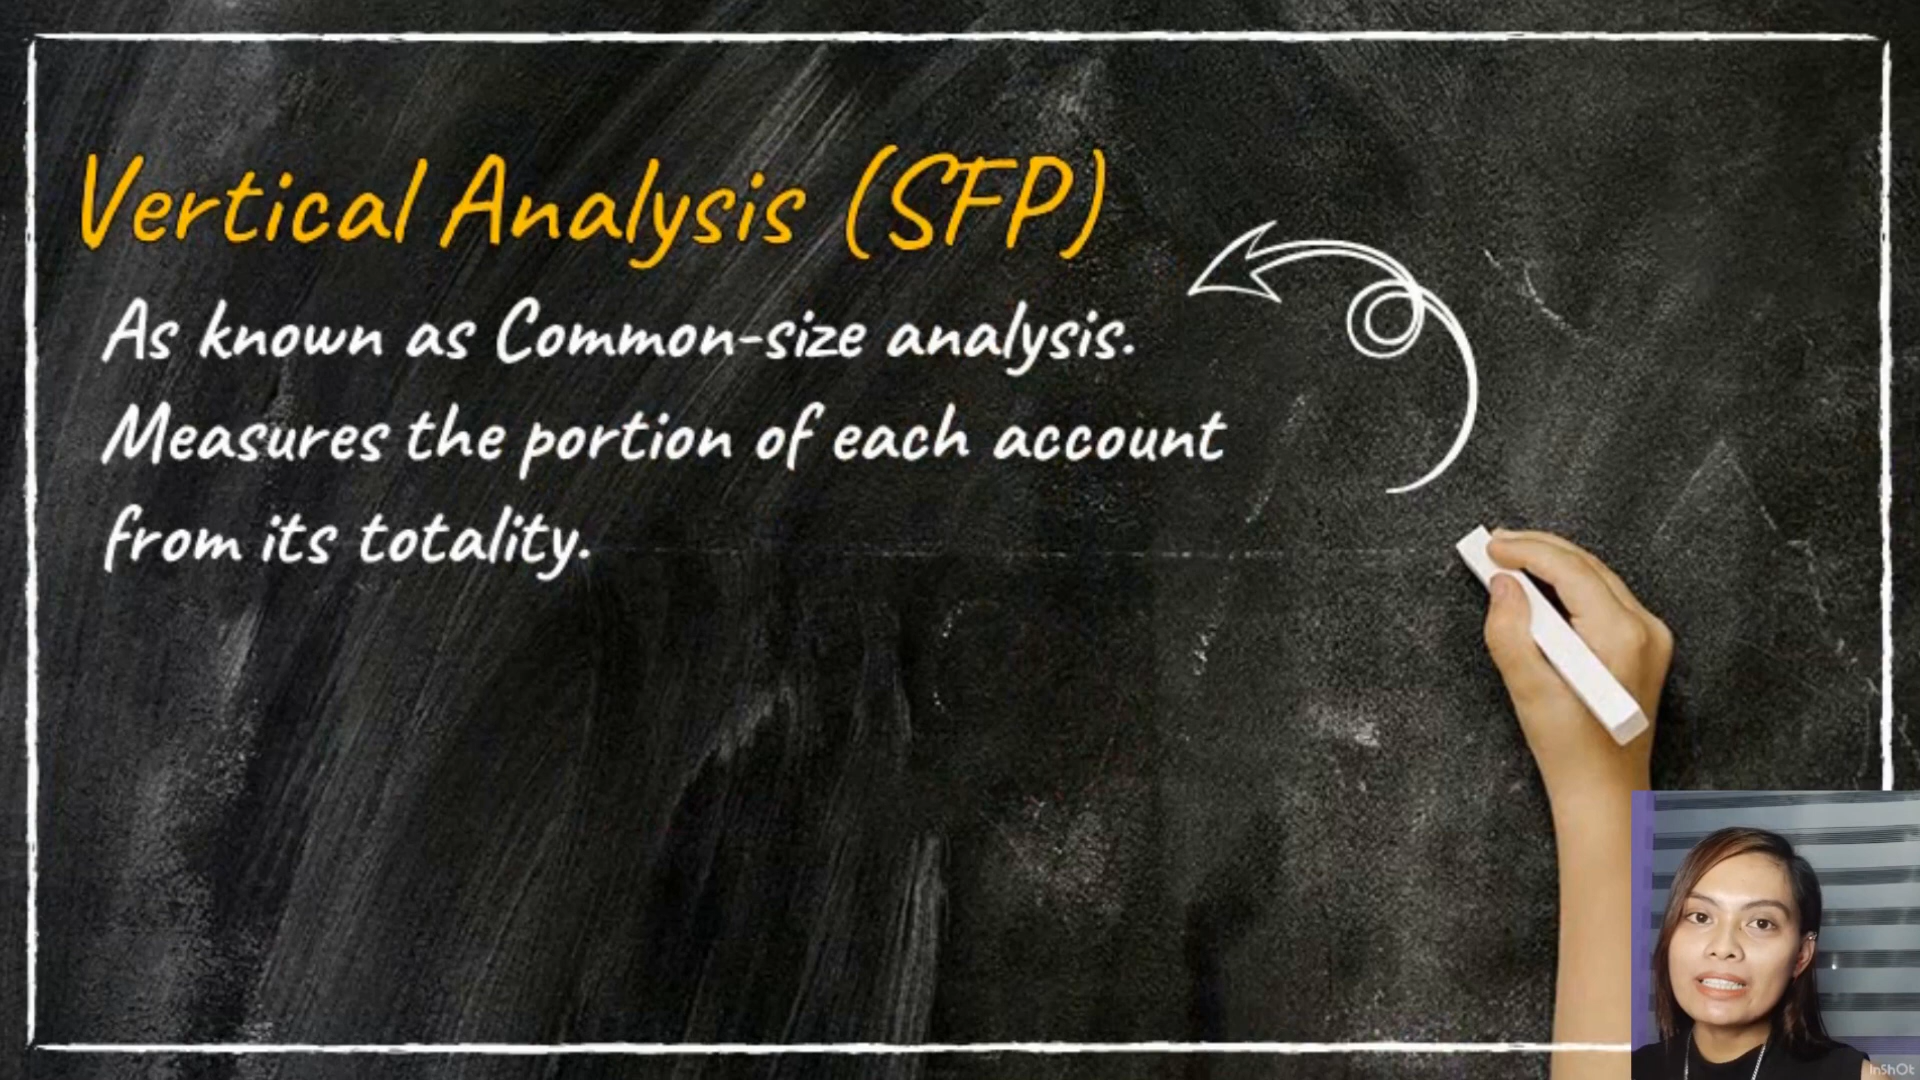 Vertical Analysis (SFP)
As known as Common-size analysis.
Measures the portion of each account
from its totality.
InShOt